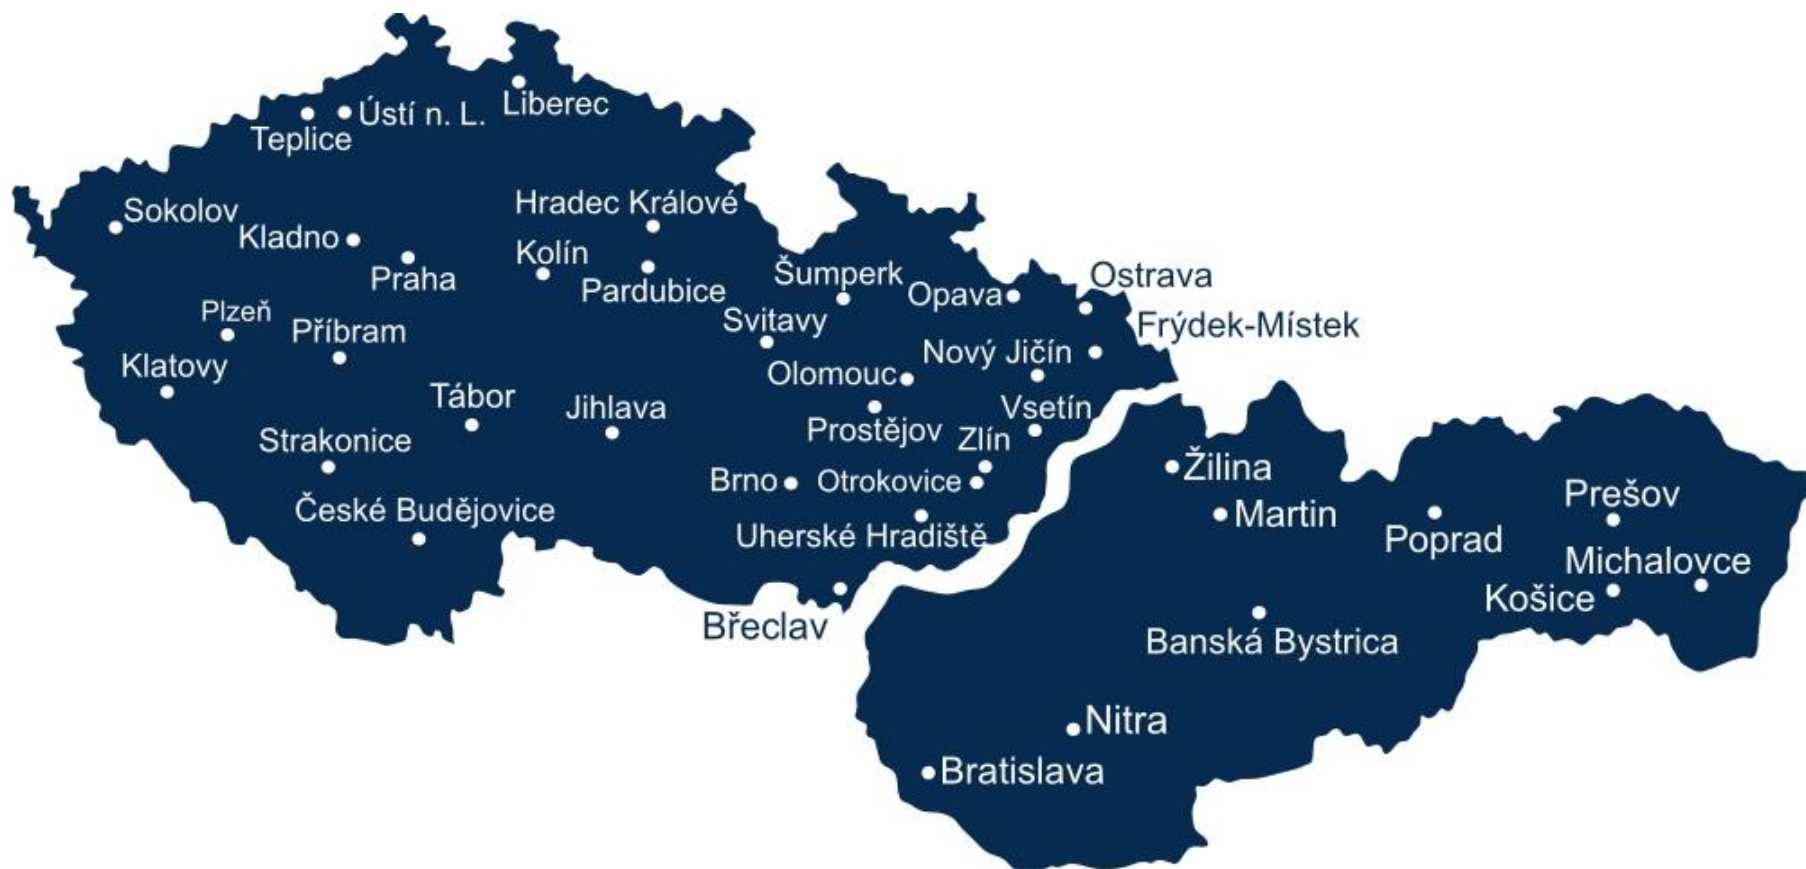 Liberec
Ústí n. L.
Teplice
Sokolov
Hradec Králové
Kladno
Kolín
Praha
Šumperk
Ostrava
Pardubice
Opava
Plzeň
Příbram
Svitavy
Frýdek-Místek
Nový Jičín
Klatovy
Olomouc
Tábor
Jihlava
Vsetín
Prostějov
Zlín
Strakonice
Žilina
Brno
Otrokovice
Prešov
České Budějovice
Martin
Uherské Hradiště
Poprad
Michalovce
Košice
Břeclav
Banská Bystrica
Nitra
Bratislava